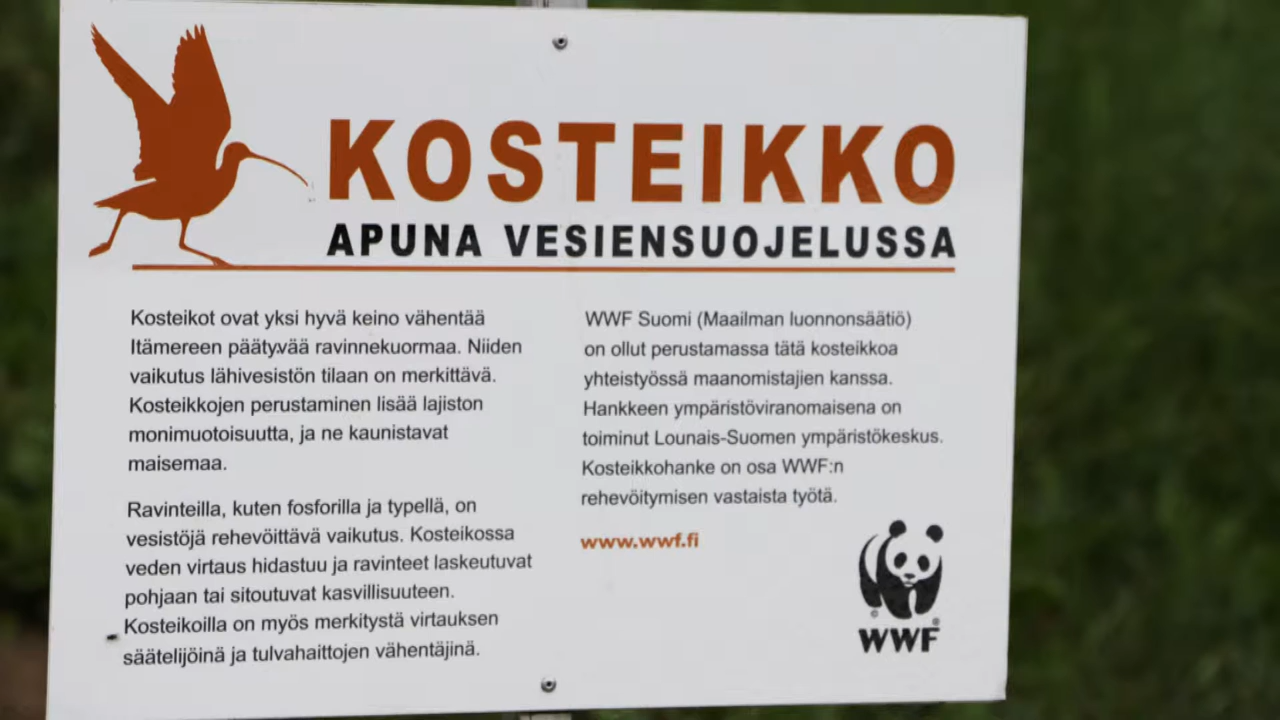 KOSTEIKKO
APUNA VESIENSUOJELUSSA
Kosteikot ovat yksi hyvä keino vähentää
Itämereen päätyvää ravinnekuormaa. Niiden
vaikutus lähivesistön tilaan on merkittävä.
Kosteikkojen perustaminen lisää lajiston
monimuotoisuutta, ja ne kaunistavat
maisemaa.
Ravinteilla, kuten fosforilla ja typellä, on
vesistöjä rehevöittävä vaikutus. Kosteikossa
veden virtaus hidastuu ja ravinteet laskeutuvat
pohjaan tai sitoutuvat kasvillisuuteen.
Kosteikoilla on myös merkitystä virtauksen
säätelijöinä ja tulvahaittojen vähentäjinä.
WWF Suomi (Maailman luonnonsäätiö)
on ollut perustamassa tätä kosteikkoa
yhteistyössä maanomistajien kanssa.
Hankkeen ympäristöviranomaisena on
toiminut Lounais-Suomen ympäristökeskus.
Kosteikkohanke on osa WWF:n
rehevöitymisen vastaista työtä.
www.wwf.fi
©
®
WWF